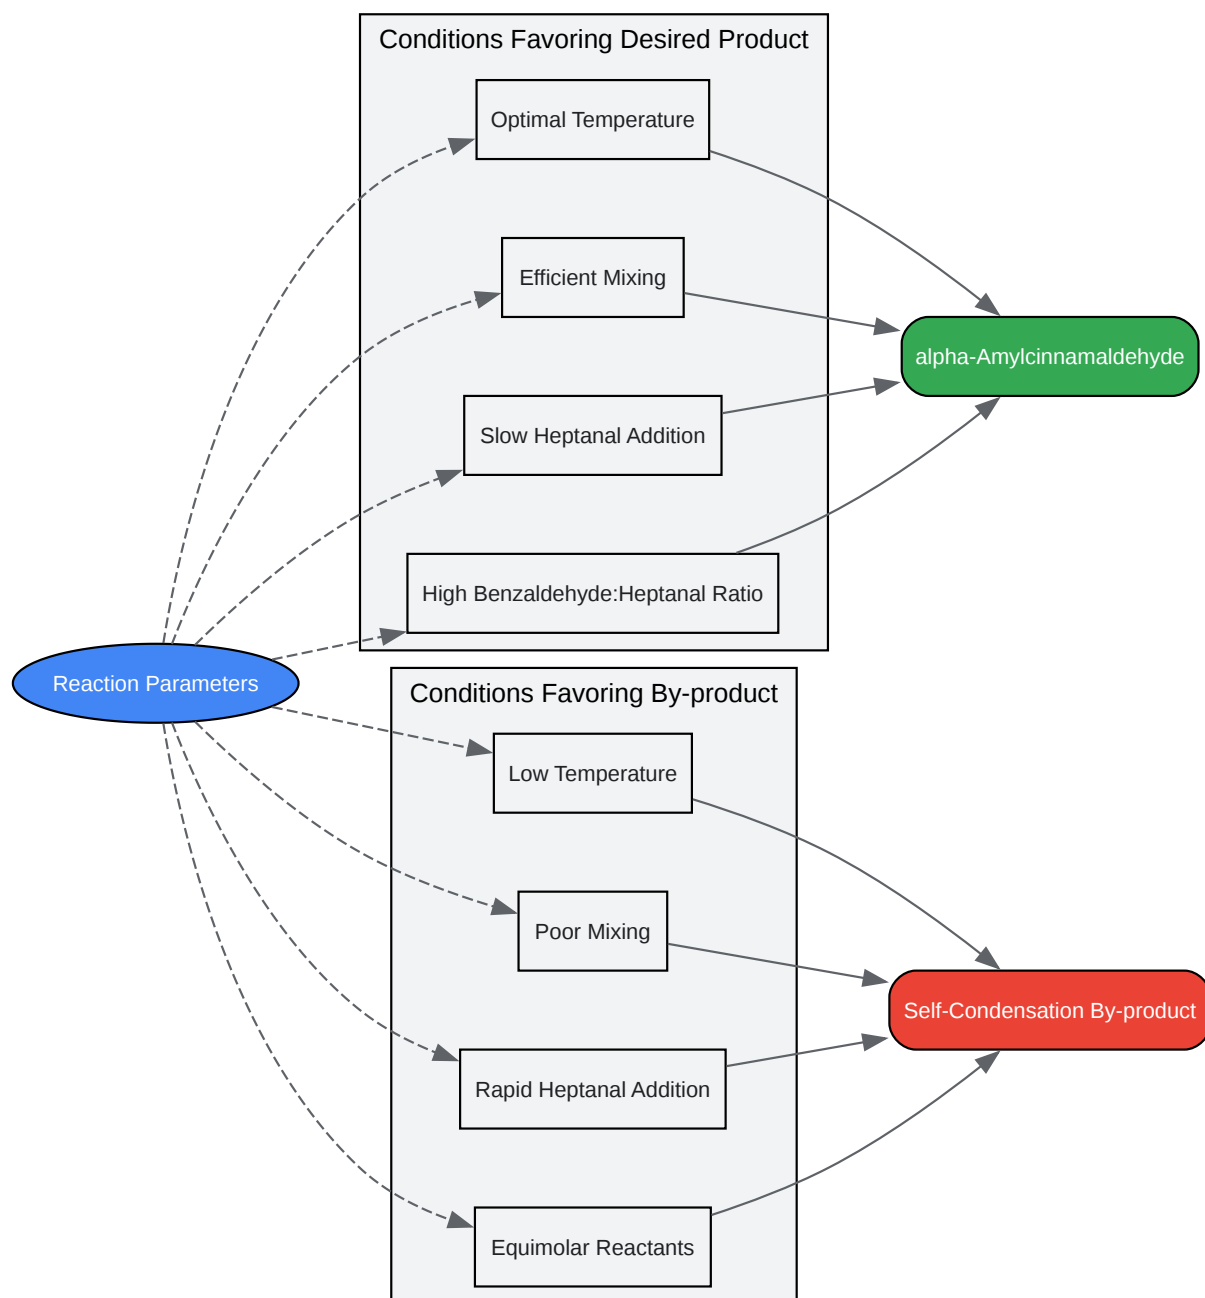 Conditions Favoring Desired Product
Optimal Temperature
Efficient Mixing
alpha-Amylcinnamaldehyde
Slow Heptanal Addition
High Benzaldehyde:Heptanal Ratio
Reaction Parameters
Conditions Favoring By-product
Low Temperature
Poor Mixing
Self-Condensation By-product
Rapid Heptanal Addition
Equimolar Reactants